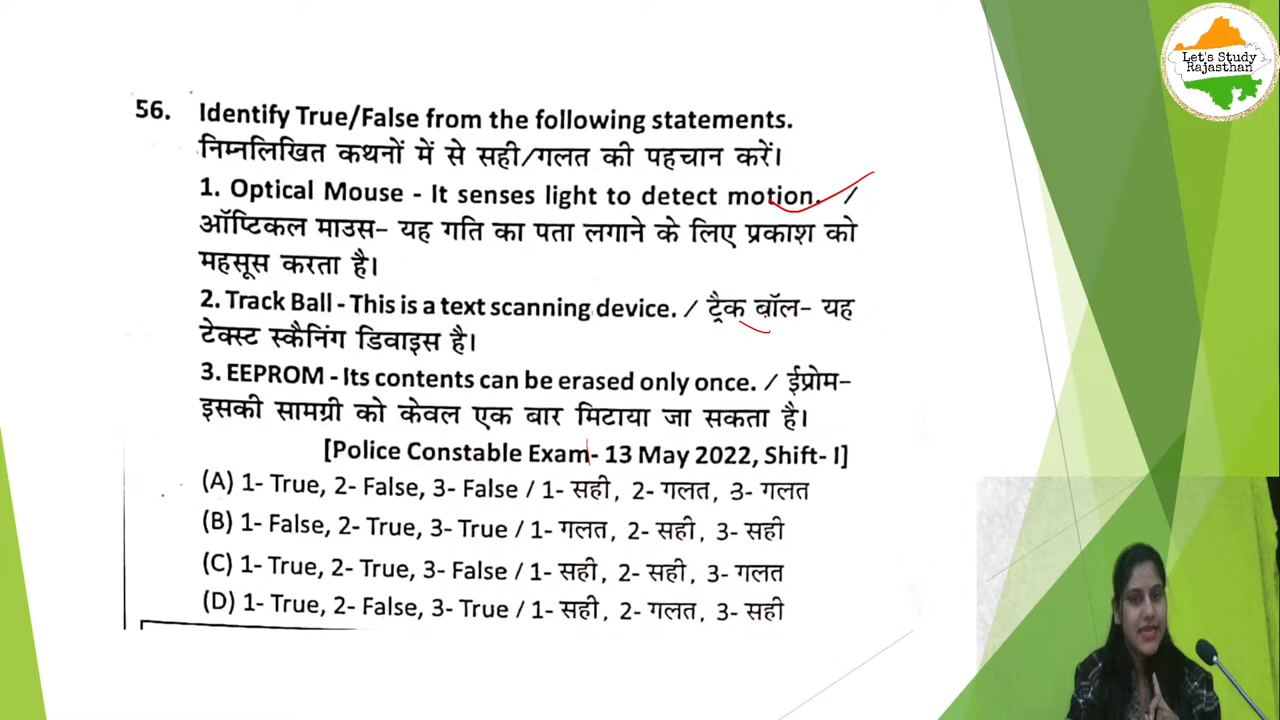 Let's Study
Rajasthan
56. Identify True/False from the following statements.
निम्नलिखित कथनों में से सही/गलत की पहचान करें।
1. Optical Mouse - It senses light to detect motion. /
ऑप्टिकल माउस- यह गति का पता लगाने के लिए प्रकाश को
महसूस करता है।
2. Track Ball - This is a text scanning device. / ट्रैक बॉल- यह
टेक्स्ट स्कैनिंग डिवाइस है।
3. EEPROM - Its contents can be erased only once. / ईप्रोम-
इसकी सामग्री को केवल एक बार मिटाया जा सकता है।
[Police Constable Exam- 13 May 2022, Shift- I]
(A) 1- True, 2- False, 3- False / 1- सही, 2- गलत, 3- गलत
(B) 1- False, 2- True, 3- True / 1- गलत, 2- सही, 3- सही
(C) 1- True, 2- True, 3- False / 1- सही, 2- सही, 3- गलत
(D) 1- True, 2- False, 3- True / 1- सही, 2- गलत, 3- सही